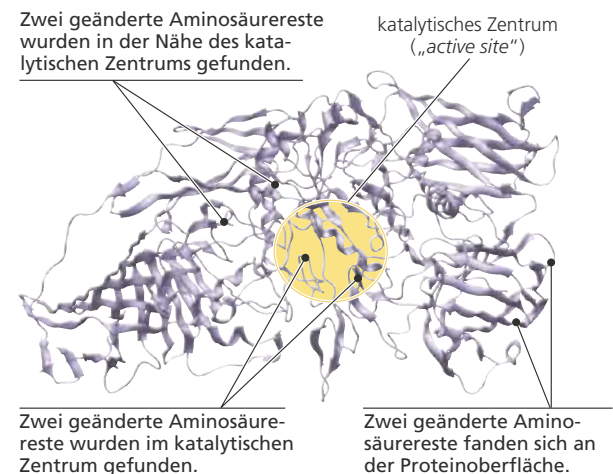 Zwei geänderte Aminosäurereste
wurden in der Nähe des kata-
lytischen Zentrums gefunden.
katalytisches Zentrum
(„active site“)
Zwei geänderte Aminosäure-
reste wurden im katalytischen
Zentrum gefunden.
Zwei geänderte Amino-
säurereste fanden sich an
der Proteinoberfläche.